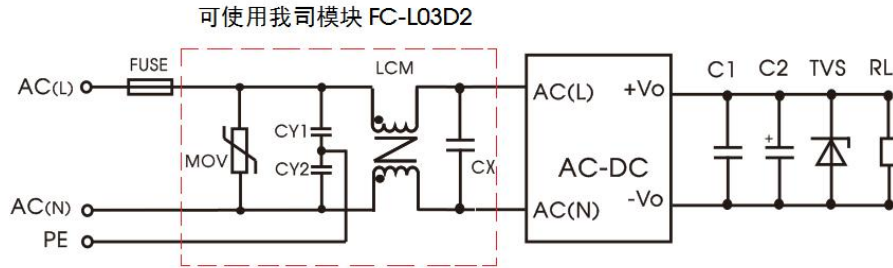 可使用我司模块 FC-L03D2
FUSE
LCM
C1
C2
TVS
RL
AC(L)
AC(L)
+Vo
CY1
+
MOV
CY2
CX
AC-DC
AC(N)
AC(N)
-Vo
PE